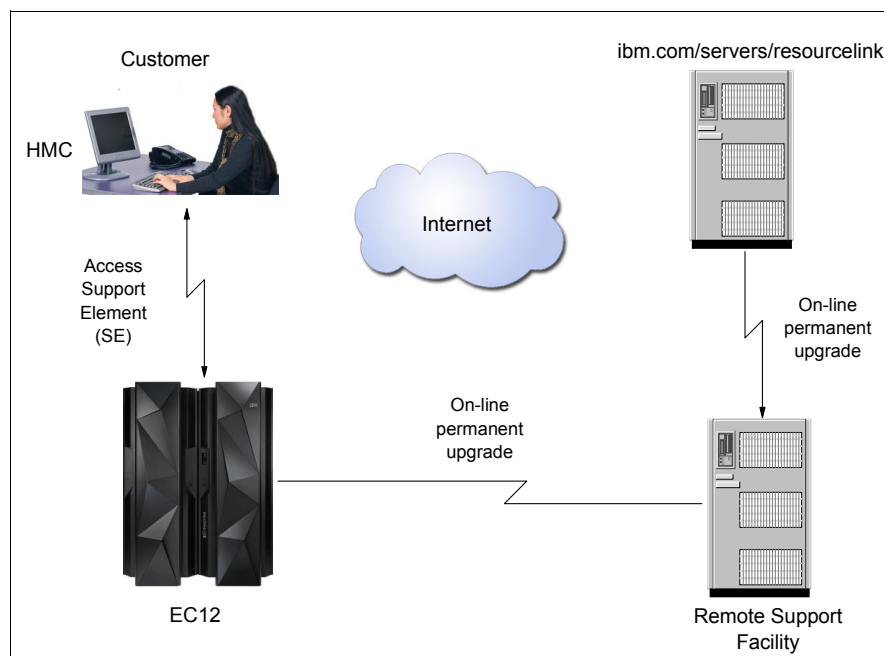 Customer
ibm.com/servers/resourcelink
HMC
Internet
Access
Support
Element
(SE)
On-line
permanent
upgrade
On-line
permanent
upgrade
EC12
Remote Support
Facility